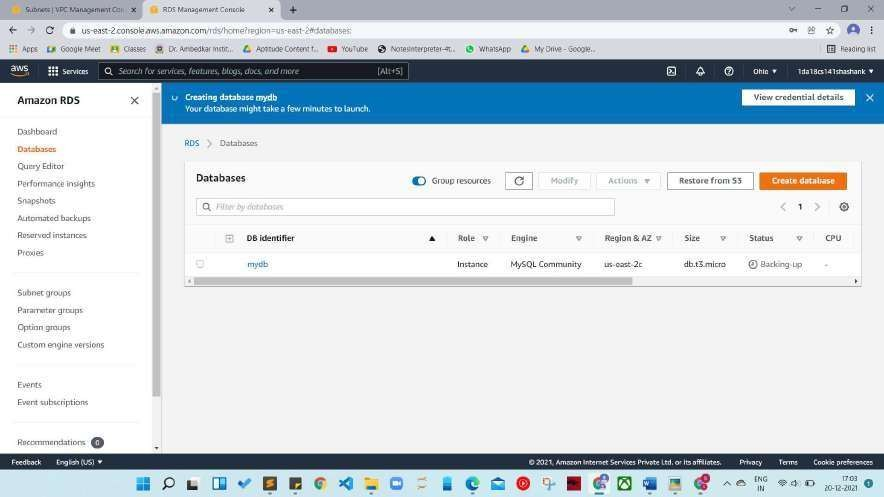 Subnets | VPC Management Con
RDS Management Console
us-east-2.console.aws.amazon.com/rds/home?region=us-east-2#databases:
Apps Google Meet Classes Dr. Ambedkar Instit... Aptitude Content f... YouTube NotesInterpreter-#t... WhatsApp My Drive - Google... Reading list
aws Services Search for services, features, blogs, docs, and more [Alt+S] Ohio 1da18cs141shashank
Amazon RDS
Dashboard
Databases
Query Editor
Performance insights
Snapshots
Automated backups
Reserved instances
Proxies
Subnet groups
Parameter groups
Option groups
Custom engine versions
Events
Event subscriptions
Recommendations 0
Creating database mydb
Your database might take a few minutes to launch.
View credential details
RDS > Databases
Databases
Group resources
Modify
Actions
Restore from S3
Create database
Filter by databases
1
DB identifier Role Engine Region & AZ Size Status CPU
mydb Instance MySQL Community us-east-2c db.t3.micro Backing-up -
Feedback English (US) © 2021, Amazon Internet Services Private Ltd. or its affiliates. Privacy Terms Cookie preferences
ENG
IN
17:03
20-12-2021